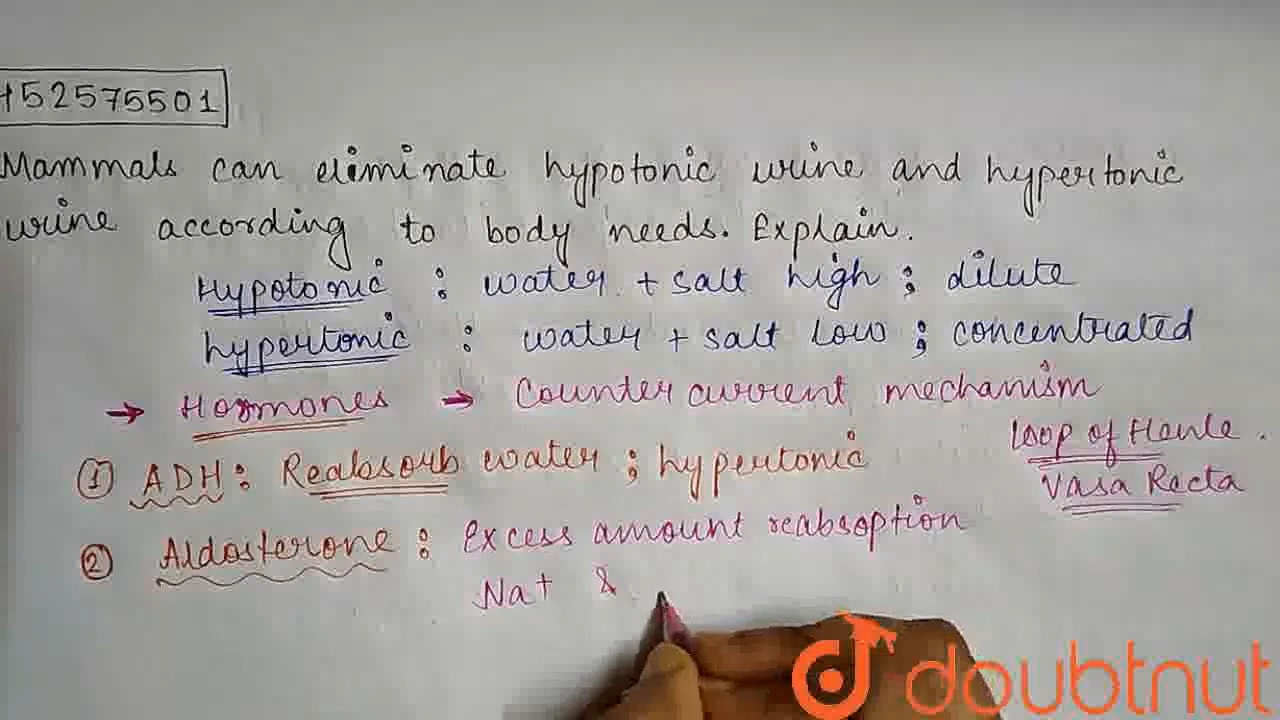 152575501
Mammals can eliminate hypotonic urine and hypertonic
urine according to body needs. Explain.
Hypotonic : water + salt high ; dilute
hypertonic : water + salt low ; concentrated
→ Hormones → Counter current mechanism
Loop of Henle.
Vasa Recta
① ADH : Reabsorb water ; hypertonic
② Aldosterone : Excess amount reabsoption
Na+ &
doubtnut